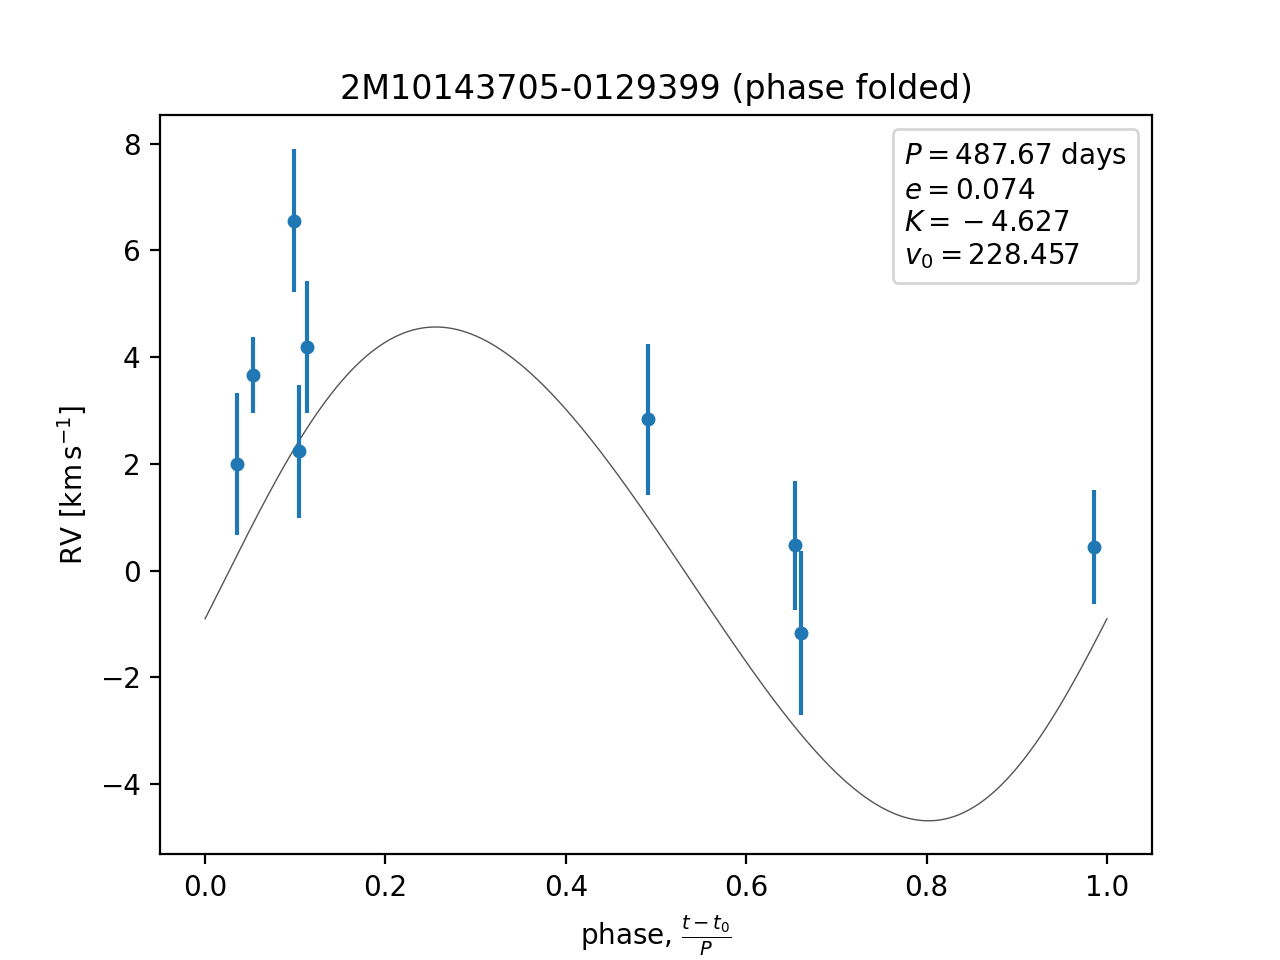 2M10143705-0129399 (phase folded)
P = 487.67 days
e = 0.074
K = −4.627
v₀ = 228.457
RV [km s⁻¹]
8
6
4
2
0
−2
−4
0.0 0.2 0.4 0.6 0.8 1.0
phase, (t − t₀)/P